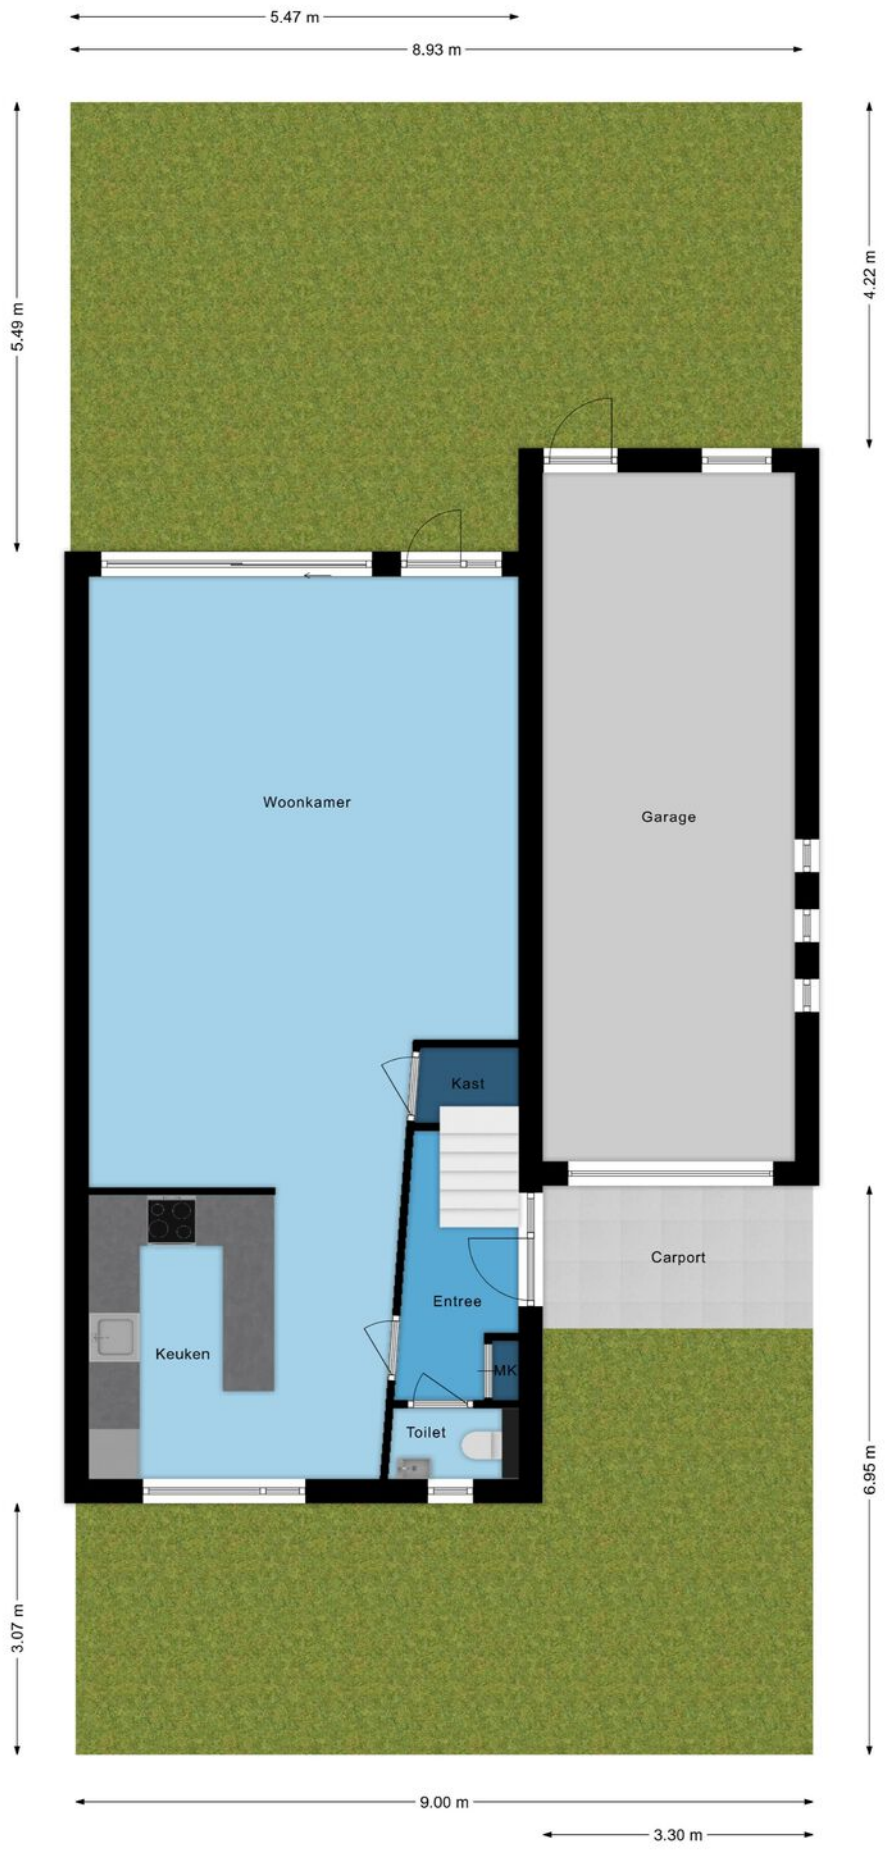 5.47 m
8.93 m
5.49 m
4.22 m
Woonkamer
Garage
Kast
Carport
Entree
Keuken
MK
Toilet
6.95 m
3.07 m
9.00 m
3.30 m